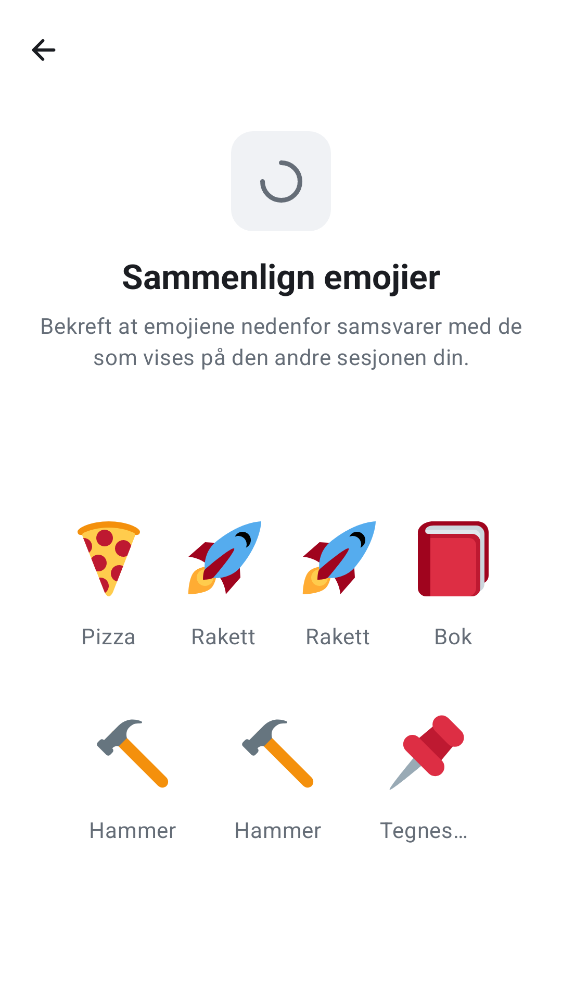 Sammenlign emojier
Bekreft at emojiene nedenfor samsvarer med de
som vises på den andre sesjonen din.
Pizza Rakett Rakett Bok
Hammer Hammer Tegnes…